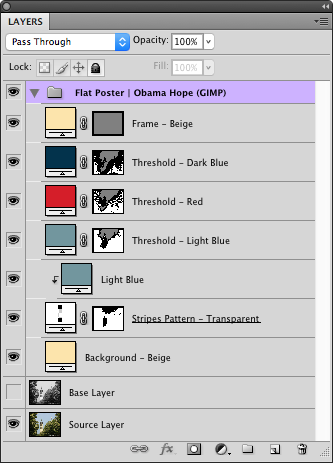 LAYERS
Pass Through Opacity: 100%
Lock: Fill: 100%
Flat Poster | Obama Hope (GIMP)
Frame - Beige
Threshold - Dark Blue
Threshold - Red
Threshold - Light Blue
Light Blue
Stripes Pattern - Transparent
Background - Beige
Base Layer
Source Layer
fx